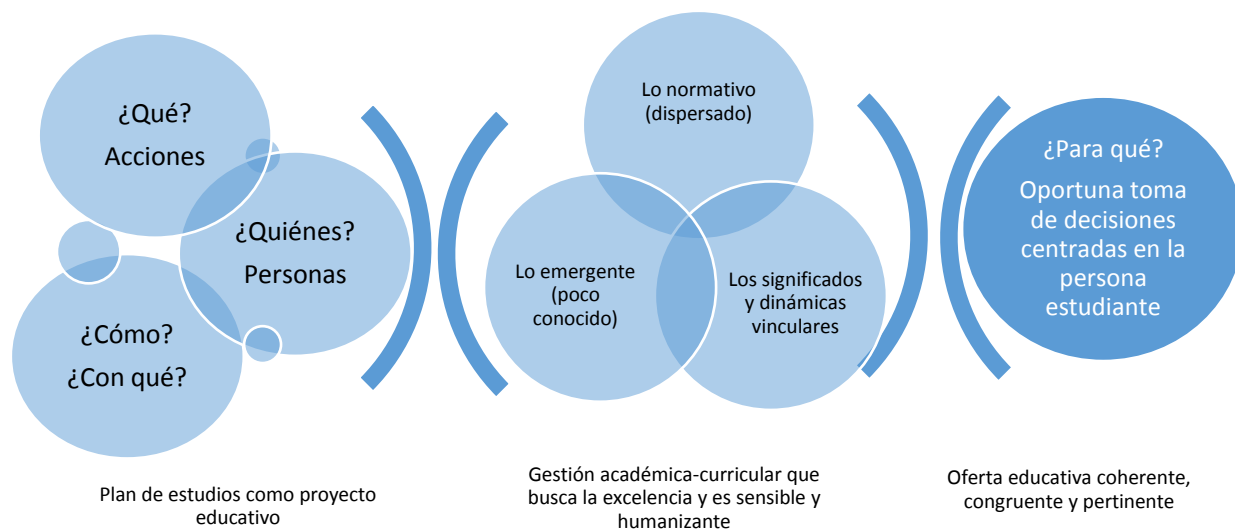 ¿Qué?
Acciones
¿Quiénes?
Personas
¿Cómo?
¿Con qué?
Plan de estudios como proyecto
educativo
Lo normativo
(dispersado)
Lo emergente
(poco
conocido)
Los significados
y dinámicas
vinculares
Gestión académica-curricular que
busca la excelencia y es sensible y
humanizante
¿Para qué?
Oportuna toma
de decisiones
centradas en la
persona
estudiante
Oferta educativa coherente,
congruente y pertinente